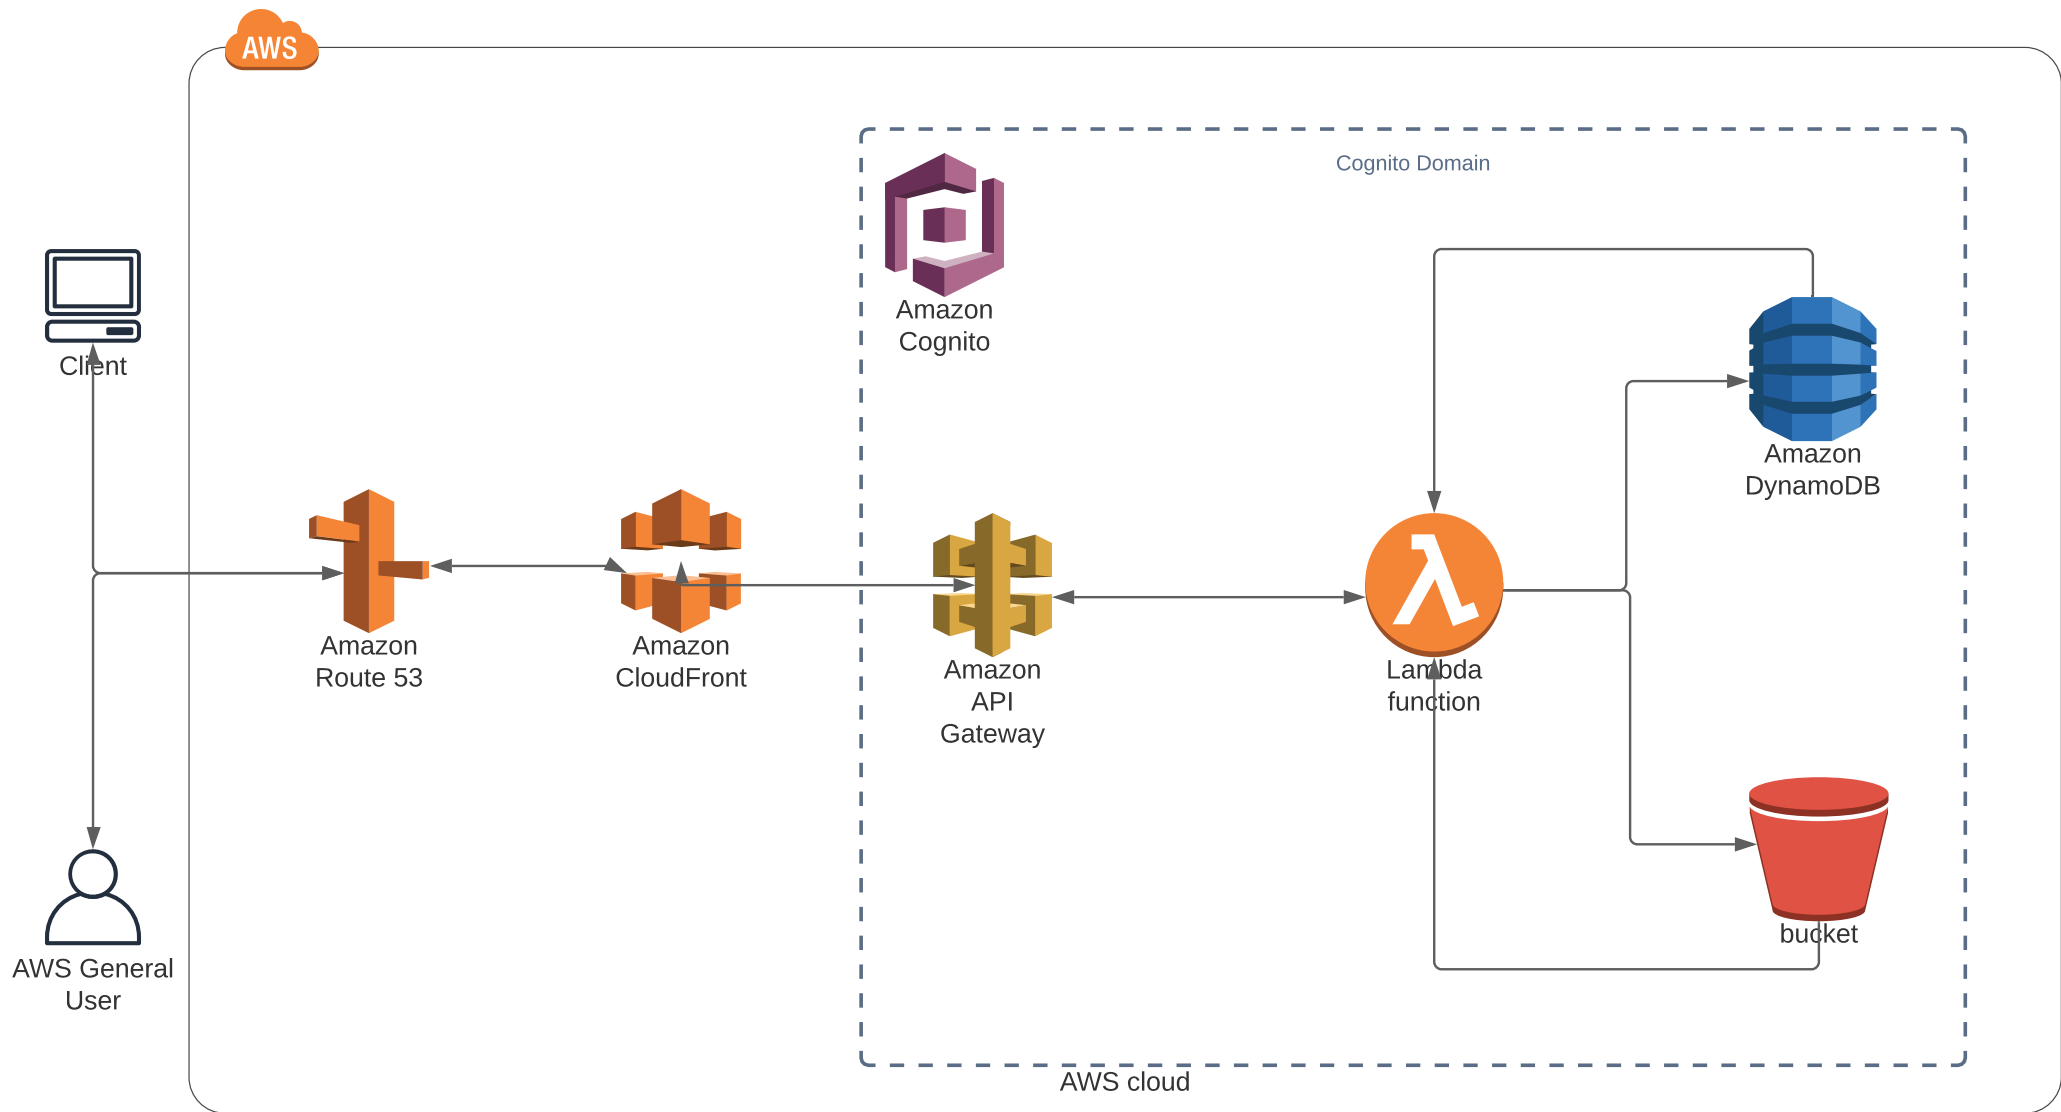 AWS
Cognito Domain
Amazon
Cognito
Client
Amazon
DynamoDB
Amazon
Route 53
Amazon
CloudFront
Amazon
API
Gateway
Lambda
function
bucket
AWS General
User
AWS cloud